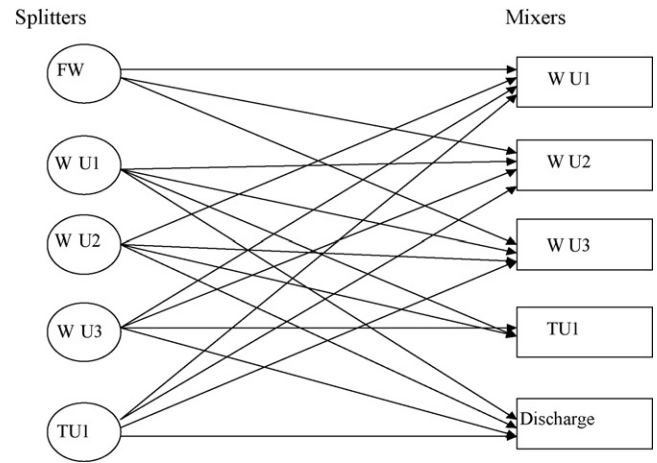 Splitters Mixers
FW W U1
W U1 W U2
W U2 W U3
W U3 TU1
TU1 Discharge